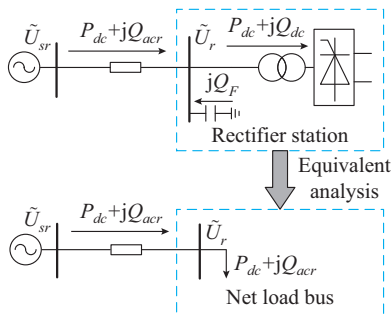 Ũsr
Pdc+jQacr
Ũr
Pdc+jQdc
jQF
Rectifier station
Equivalent
analysis
Ũsr
Pdc+jQacr
Ũr
Pdc+jQacr
Net load bus